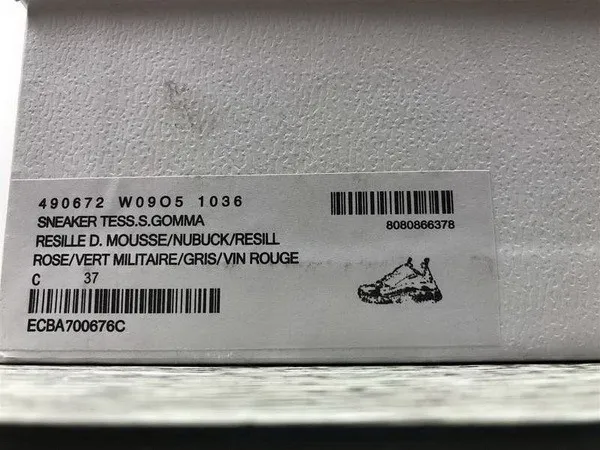 490672 W09O5 1036
SNEAKER TESS.S.GOMMA
RESILLE D. MOUSSE/NUBUCK/RESILL
ROSE/VERT MILITAIRE/GRIS/VIN ROUGE
C 37
ECBA700676C
8080866378